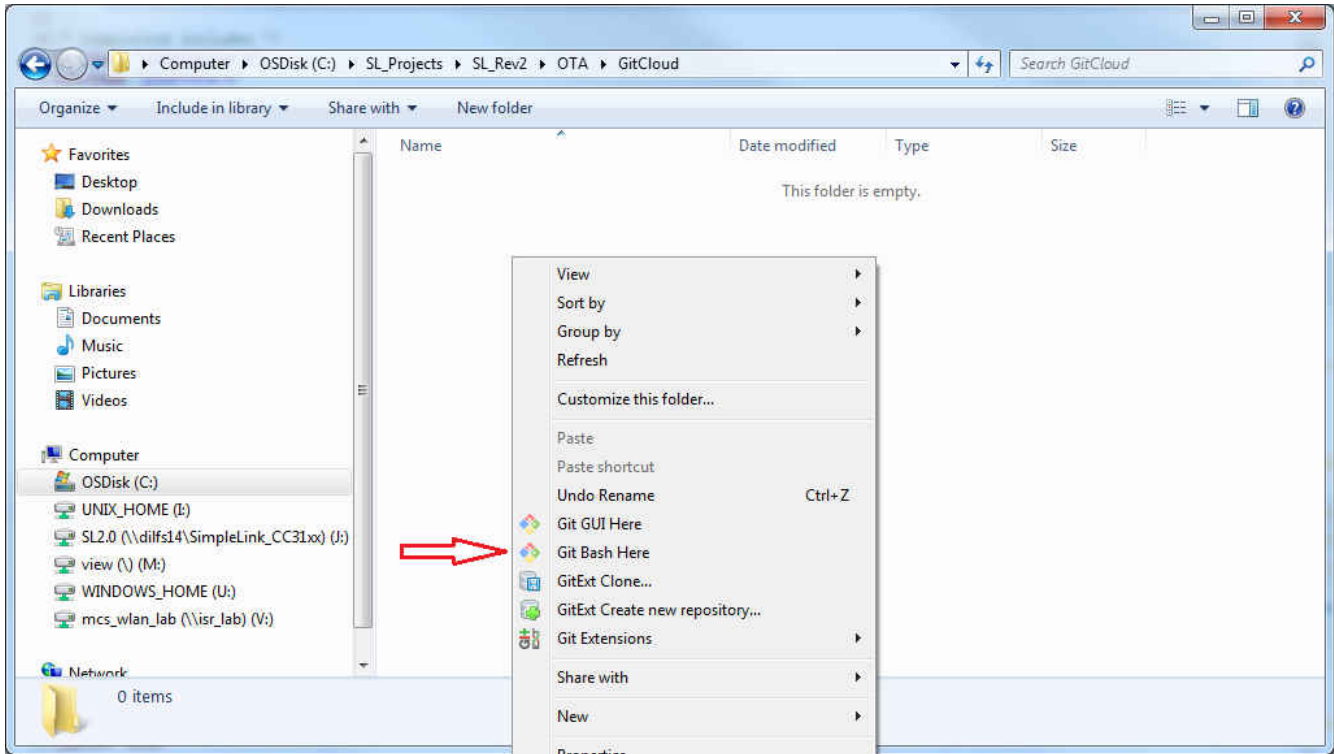 Computer ▸ OSDisk (C:) ▸ SL_Projects ▸ SL_Rev2 ▸ OTA ▸ GitCloud
Search GitCloud
Organize Include in library Share with New folder
Favorites
Desktop
Downloads
Recent Places
Libraries
Documents
Music
Pictures
Videos
Computer
OSDisk (C:)
UNIX_HOME (I:)
SL2.0 (\\dilfs14\SimpleLink_CC31xx) (J:)
view (\) (M:)
WINDOWS_HOME (U:)
mcs_wlan_lab (\\isr_lab) (V:)
Network
Name Date modified Type Size
This folder is empty.
View
Sort by
Group by
Refresh
Customize this folder...
Paste
Paste shortcut
Undo Rename Ctrl+Z
Git GUI Here
Git Bash Here
GitExt Clone...
GitExt Create new repository...
Git Extensions
Share with
New
Properties
0 items